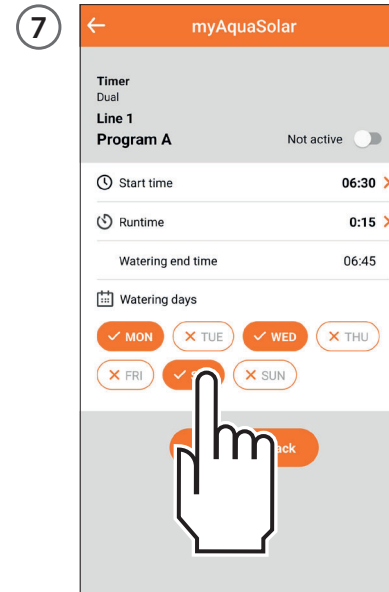 7
myAquaSolar
Timer
Dual
Line 1
Program A Not active
Start time 06:30
Runtime 0:15
Watering end time 06:45
Watering days
MON TUE WED THU
FRI SUN